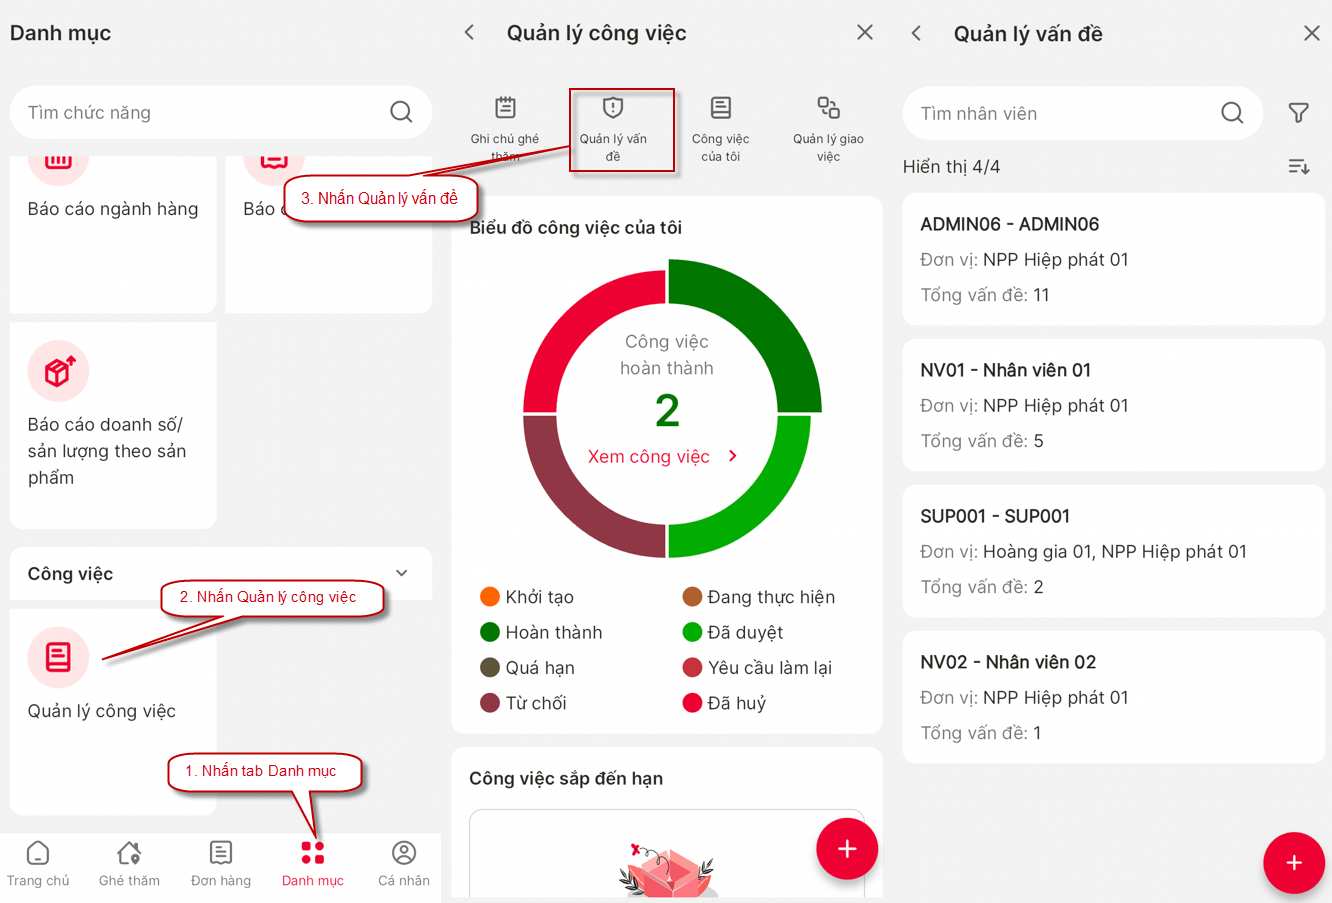 Danh mục
Tìm chức năng
Báo cáo ngành hàng
Báo
3. Nhấn Quản lý vấn đề
Báo cáo doanh số/
sản lượng theo sản
phẩm
Công việc
2. Nhấn Quản lý công việc
Quản lý công việc
1. Nhấn tab Danh mục
Trang chủ
Ghé thăm
Đơn hàng
Danh mục
Cá nhân
Quản lý công việc
Ghi chú ghé
thăm
Quản lý vấn
đề
Công việc
của tôi
Quản lý giao
việc
Biểu đồ công việc của tôi
Công việc
hoàn thành
2
Xem công việc
Khởi tạo
Đang thực hiện
Hoàn thành
Đã duyệt
Quá hạn
Yêu cầu làm lại
Từ chối
Đã huỷ
Công việc sắp đến hạn
Quản lý vấn đề
Tìm nhân viên
Hiển thị 4/4
ADMIN06 - ADMIN06
Đơn vị: NPP Hiệp phát 01
Tổng vấn đề: 11
NV01 - Nhân viên 01
Đơn vị: NPP Hiệp phát 01
Tổng vấn đề: 5
SUP001 - SUP001
Đơn vị: Hoàng gia 01, NPP Hiệp phát 01
Tổng vấn đề: 2
NV02 - Nhân viên 02
Đơn vị: NPP Hiệp phát 01
Tổng vấn đề: 1